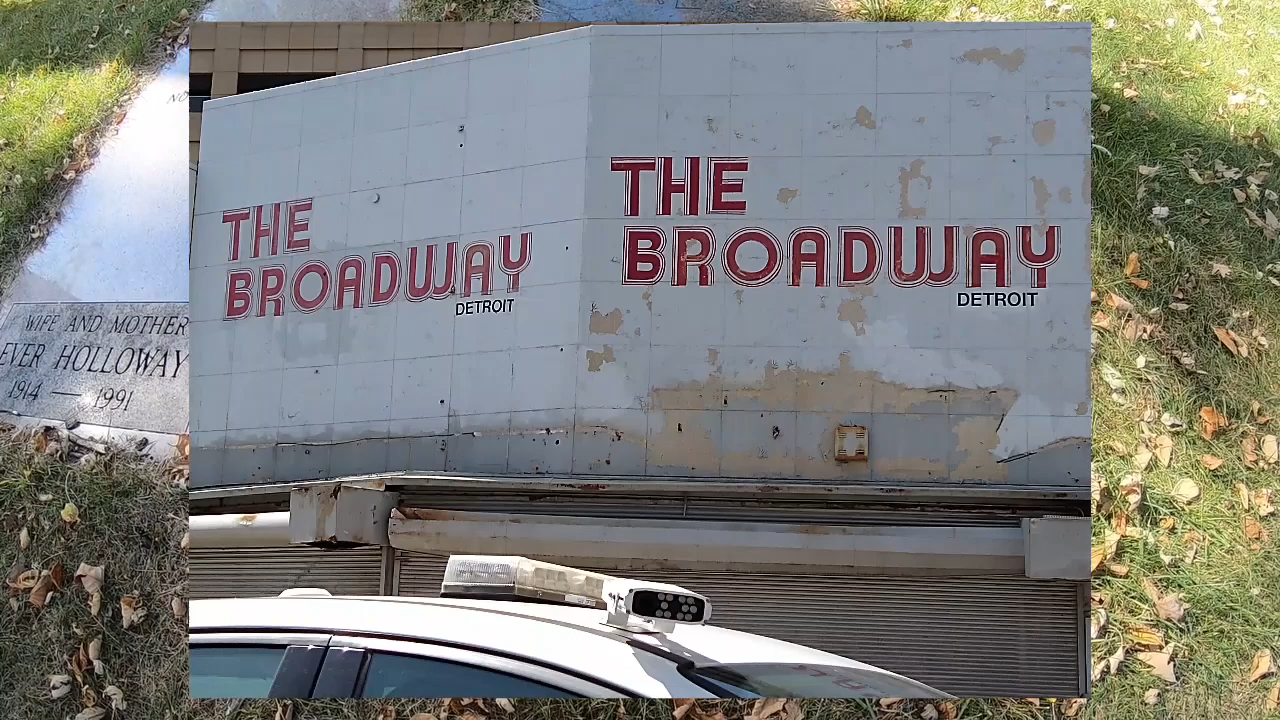 THE
BROADWAY
DETROIT
THE
BROADWAY
DETROIT
WIFE AND MOTHER
EVER HOLLOWAY
1914 — 1991